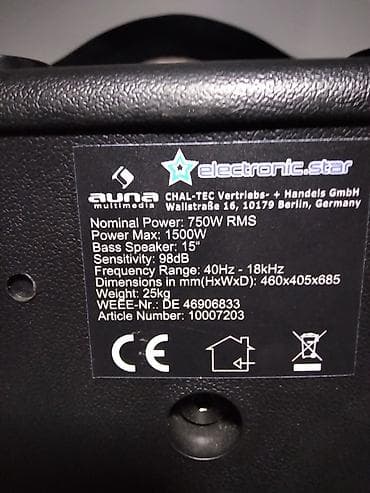 electronic.star
auna
multimedia
CHAL-TEC Vertriebs- + Handels GmbH
Wallstraße 16, 10179 Berlin, Germany
Nominal Power: 750W RMS
Power Max: 1500W
Bass Speaker: 15"
Sensitivity: 98dB
Frequency Range: 40Hz - 18kHz
Dimensions in mm(HxWxD): 460x405x685
Weight: 25kg
WEEE-Nr.: DE 46906833
Article Number: 10007203
CE